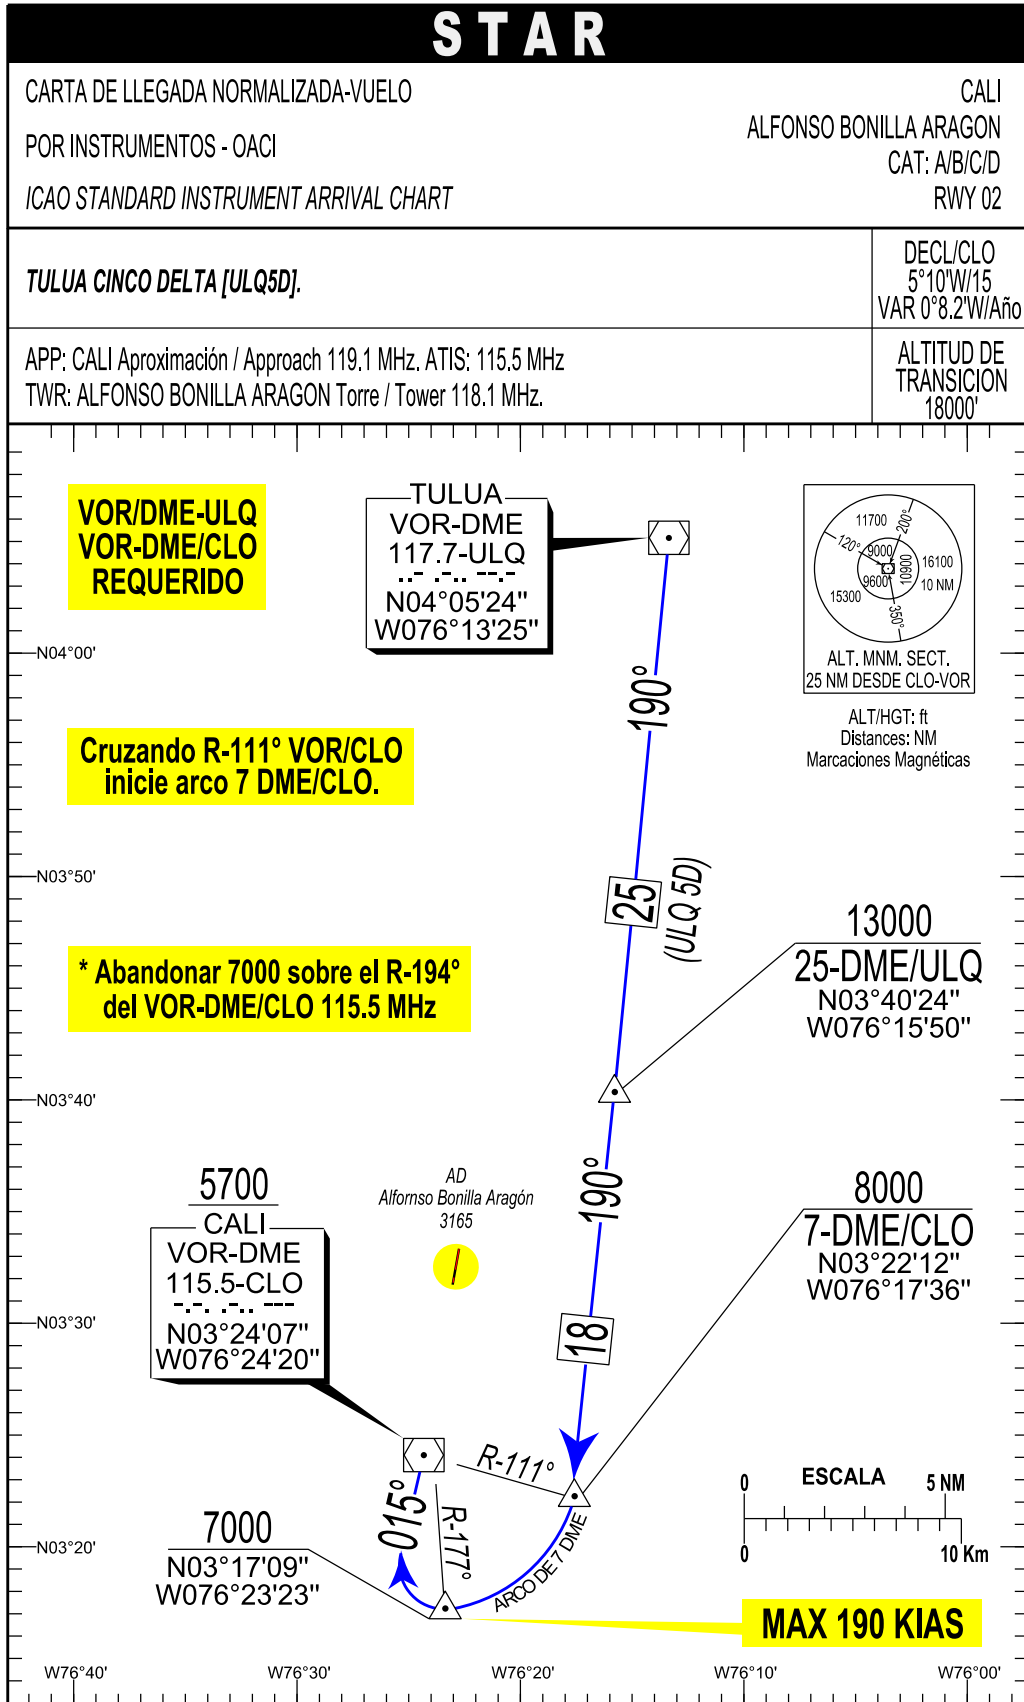 STAR
CARTA DE LLEGADA NORMALIZADA-VUELO
POR INSTRUMENTOS - OACI
ICAO STANDARD INSTRUMENT ARRIVAL CHART
CALI
ALFONSO BONILLA ARAGON
CAT: A/B/C/D
RWY 02
TULUA CINCO DELTA [ULQ5D].
DECL/CLO
5°10'W/15
VAR 0°8.2'W/Año
APP: CALI Aproximación / Approach 119.1 MHz. ATIS: 115.5 MHz
TWR: ALFONSO BONILLA ARAGON Torre / Tower 118.1 MHz.
ALTITUD DE
TRANSICION
18000'
VOR/DME-ULQ
VOR-DME/CLO
REQUERIDO
TULUA
VOR-DME
117.7-ULQ
..- .-.. --.-
N04°05'24"
W076°13'25"
11700
200°
120°
9000
10900
16100
10 NM
9600
15300
350°
ALT. MNM. SECT.
25 NM DESDE CLO-VOR
ALT/HGT: ft
Distances: NM
Marcaciones Magnéticas
N04°00'
190°
Cruzando R-111° VOR/CLO
inicie arco 7 DME/CLO.
N03°50'
25
(ULQ 5D)
13000
25-DME/ULQ
N03°40'24"
W076°15'50"
* Abandonar 7000 sobre el R-194°
del VOR-DME/CLO 115.5 MHz
N03°40'
190°
AD
Alfornso Bonilla Aragón
3165
5700
CALI
VOR-DME
115.5-CLO
-.-. .-.. ---
N03°24'07"
W076°24'20"
8000
7-DME/CLO
N03°22'12"
W076°17'36"
N03°30'
18
R-111°
015°
R-177°
ARCO DE 7 DME
7000
N03°17'09"
W076°23'23"
N03°20'
0
ESCALA
5 NM
0
10 Km
MAX 190 KIAS
W76°40'
W76°30'
W76°20'
W76°10'
W76°00'